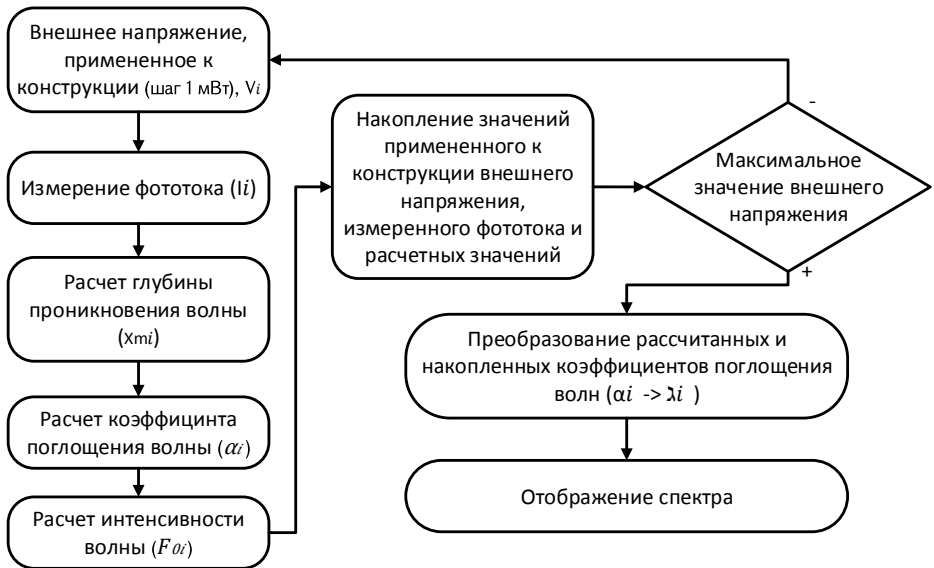 Внешнее напряжение,
примененное к
конструкции (шаг 1 мВт), Vi
Измерение фототока (Ii)
Расчет глубины
проникновения волны
(xmi)
Расчет коэффицинта
поглощения волны (αi)
Расчет интенсивности
волны (F0i)
Накопление значений
примененного к
конструкции внешнего
напряжения,
измеренного фототока и
расчетных значений
Максимальное
значение внешнего
напряжения
-
+
Преобразование рассчитанных и
накопленных коэффициентов поглощения
волн (αi -> λi )
Отображение спектра